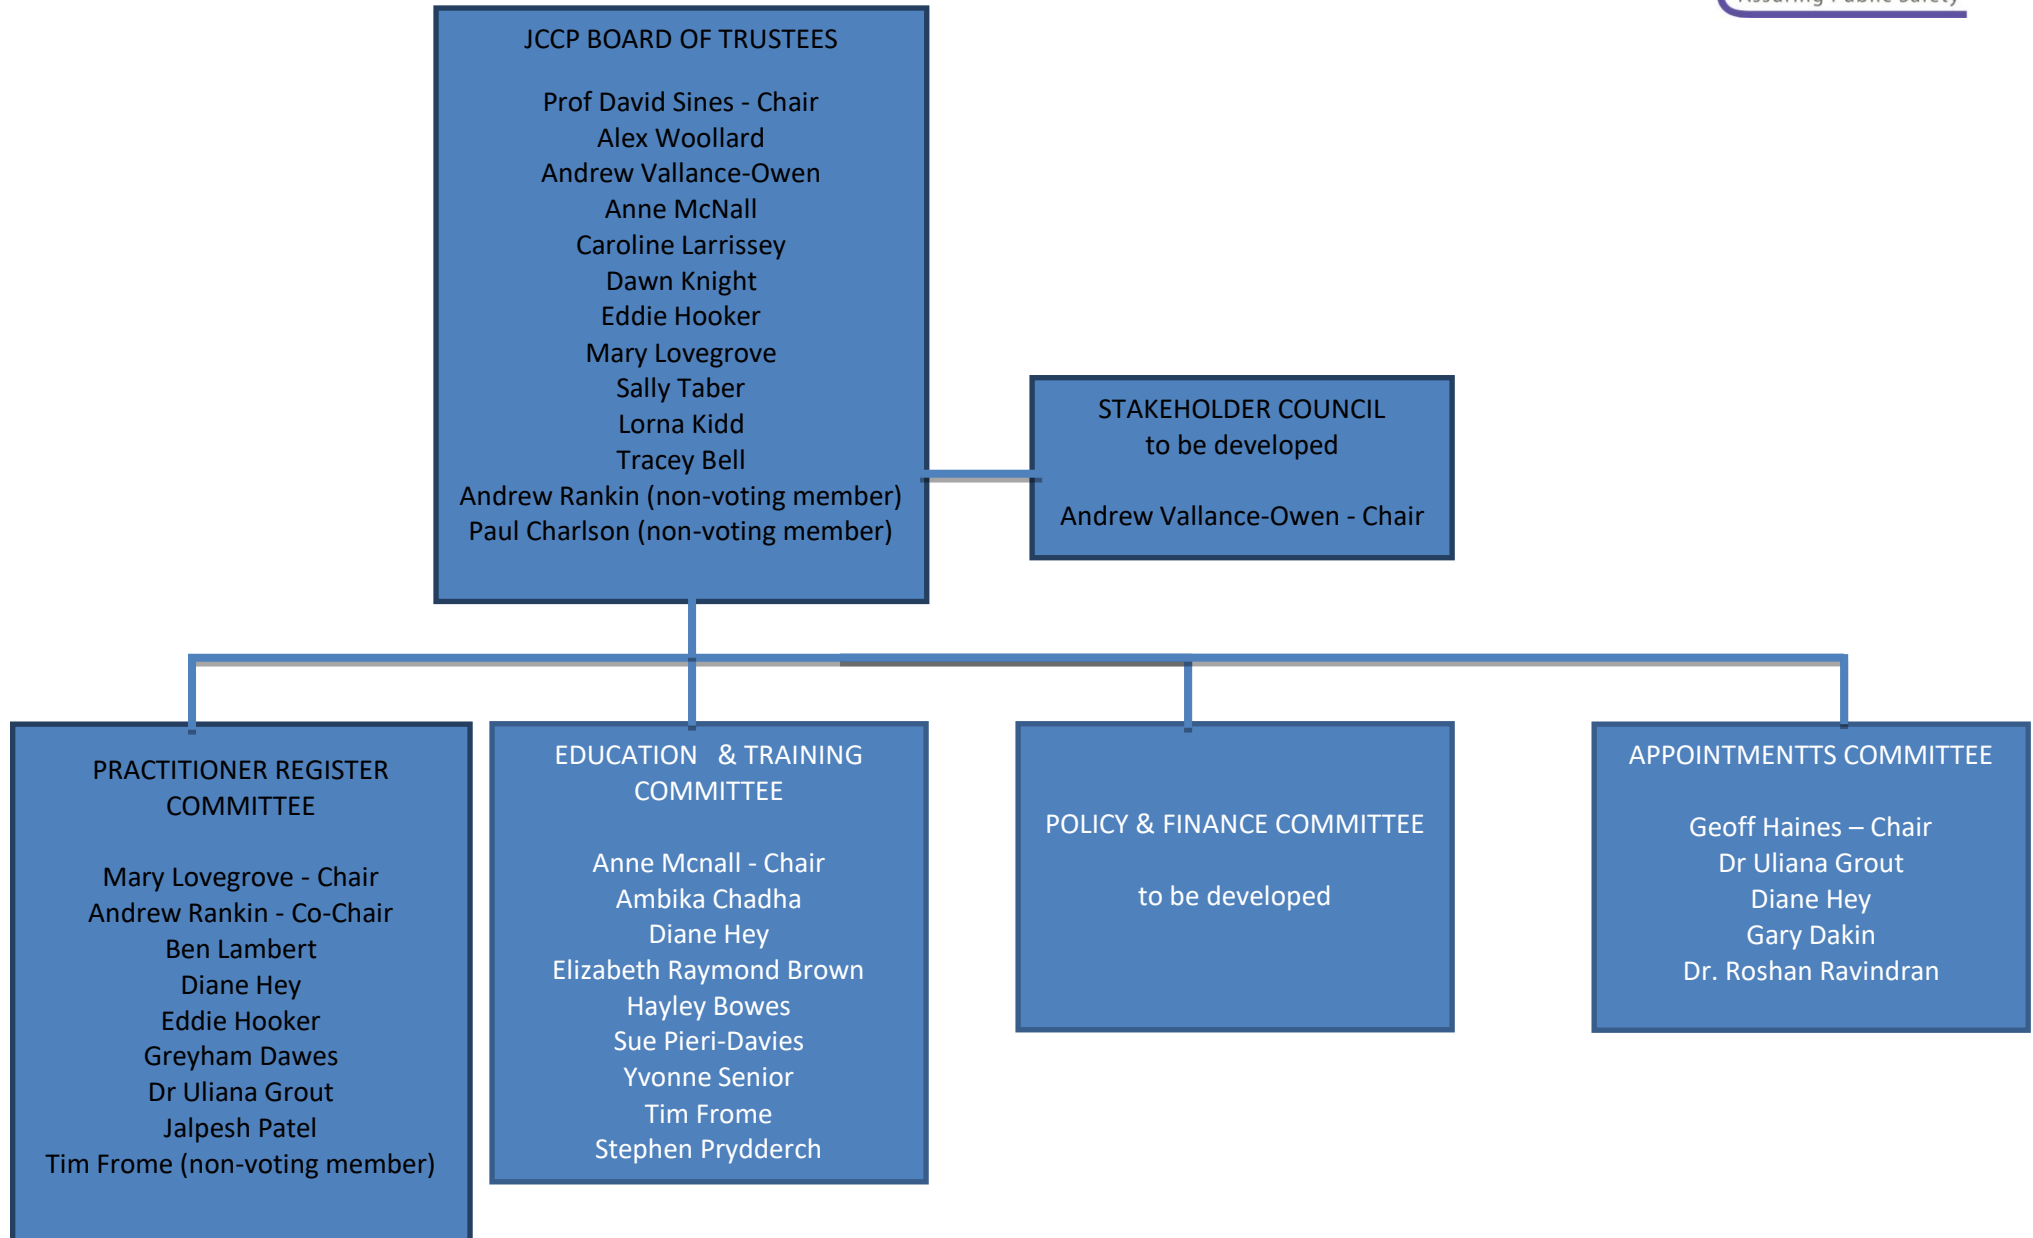 Assuring Public Safety
JCCP BOARD OF TRUSTEES
Prof David Sines - Chair
Alex Woollard
Andrew Vallance-Owen
Anne McNall
Caroline Larrissey
Dawn Knight
Eddie Hooker
Mary Lovegrove
Sally Taber
Lorna Kidd
Tracey Bell
Andrew Rankin (non-voting member)
Paul Charlson (non-voting member)
STAKEHOLDER COUNCIL
to be developed
Andrew Vallance-Owen - Chair
PRACTITIONER REGISTER
COMMITTEE
Mary Lovegrove - Chair
Andrew Rankin - Co-Chair
Ben Lambert
Diane Hey
Eddie Hooker
Greyham Dawes
Dr Uliana Grout
Jalpesh Patel
Tim Frome (non-voting member)
EDUCATION & TRAINING
COMMITTEE
Anne Mcnall - Chair
Ambika Chadha
Diane Hey
Elizabeth Raymond Brown
Hayley Bowes
Sue Pieri-Davies
Yvonne Senior
Tim Frome
Stephen Prydderch
POLICY & FINANCE COMMITTEE
to be developed
APPOINTMENTTS COMMITTEE
Geoff Haines – Chair
Dr Uliana Grout
Diane Hey
Gary Dakin
Dr. Roshan Ravindran